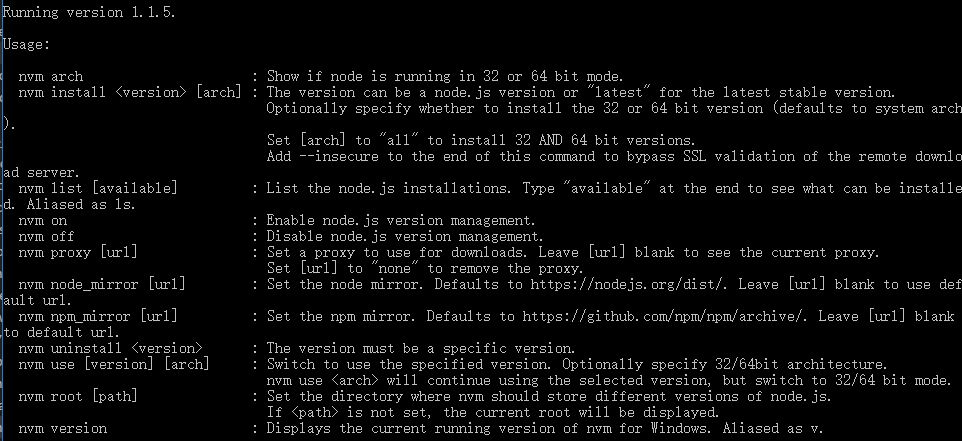 Running version 1.1.5.
Usage:
nvm arch : Show if node is running in 32 or 64 bit mode.
nvm install <version> [arch] : The version can be a node.js version or "latest" for the latest stable version.
Optionally specify whether to install the 32 or 64 bit version (defaults to system arch
).
Set [arch] to "all" to install 32 AND 64 bit versions.
Add --insecure to the end of this command to bypass SSL validation of the remote downlo
ad server.
nvm list [available] : List the node.js installations. Type "available" at the end to see what can be installe
d. Aliased as ls.
nvm on : Enable node.js version management.
nvm off : Disable node.js version management.
nvm proxy [url] : Set a proxy to use for downloads. Leave [url] blank to see the current proxy.
Set [url] to "none" to remove the proxy.
nvm node_mirror [url] : Set the node mirror. Defaults to https://nodejs.org/dist/. Leave [url] blank to use def
ault url.
nvm npm_mirror [url] : Set the npm mirror. Defaults to https://github.com/npm/npm/archive/. Leave [url] blank
to default url.
nvm uninstall <version> : The version must be a specific version.
nvm use [version] [arch] : Switch to use the specified version. Optionally specify 32/64bit architecture.
nvm use <arch> will continue using the selected version, but switch to 32/64 bit mode.
nvm root [path] : Set the directory where nvm should store different versions of node.js.
If <path> is not set, the current root will be displayed.
nvm version : Displays the current running version of nvm for Windows. Aliased as v.